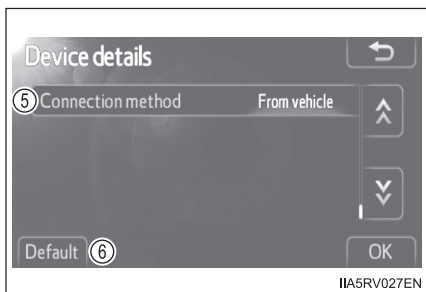 Device details
⑤ Connection method From vehicle
Default ⑥ OK
IIA5RV027EN